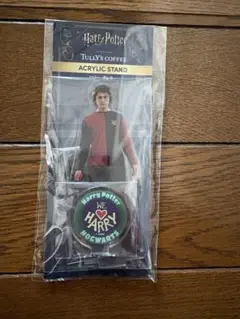 Harry Potter
TULLY'S COFFEE
ACRYLIC STAND
Harry Potter
WE
HARRY
HOGWARTS